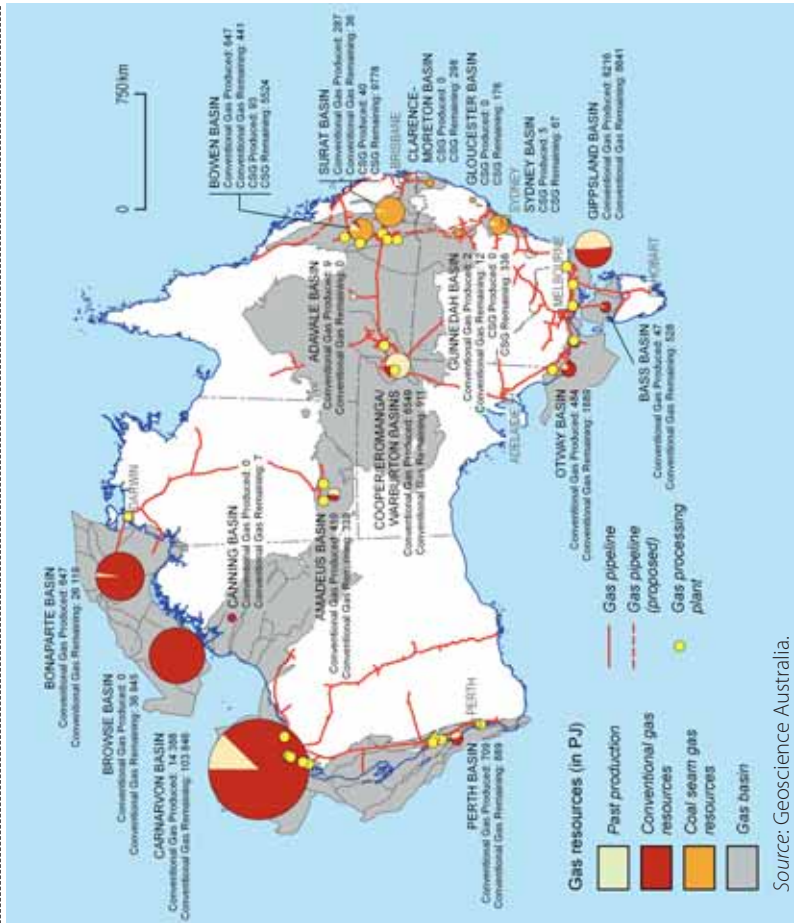 0
750 km
BOWEN BASIN
Conventional Gas Produced: 647
Conventional Gas Remaining: 441
CSG Produced: 93
CSG Remaining: 5524
SURAT BASIN
Conventional Gas Produced: 287
Conventional Gas Remaining: 36
CSG Produced: 40
CSG Remaining: 9778
BRISBANE
CLARENCE-
MORETON BASIN
CSG Produced: 0
CSG Remaining: 298
GLOUCESTER BASIN
CSG Produced: 0
CSG Remaining: 176
SYDNEY
SYDNEY BASIN
CSG Produced: 5
CSG Remaining: 67
GIPPSLAND BASIN
Conventional Gas Produced: 8216
Conventional Gas Remaining: 8641
ADAVALE BASIN
Conventional Gas Produced: 9
Conventional Gas Remaining: 0
GUNNEDAH BASIN
Conventional Gas Produced: 2
Conventional Gas Remaining: 12
CSG Produced: 0
CSG Remaining: 336
MELBOURNE
HOBART
BASS BASIN
Conventional Gas Produced: 47
Conventional Gas Remaining: 528
COOPER/EROMANGA/
WARBURTON BASINS
Conventional Gas Produced: 6549
Conventional Gas Remaining:
ADELAIDE
OTWAY BASIN
Conventional Gas Produced: 484
Conventional Gas Remaining:
DARWIN
AMADEUS BASIN
Conventional Gas Produced:
Conventional Gas Remaining:
CANNING BASIN
Conventional Gas Produced: 0
Conventional Gas Remaining: 7
BONAPARTE BASIN
Conventional Gas Produced: 647
Conventional Gas Remaining: 26 119
BROWSE BASIN
Conventional Gas Produced: 0
Conventional Gas Remaining: 36 845
CARNARVON BASIN
Conventional Gas Produced: 14 388
Conventional Gas Remaining: 103 846
PERTH
PERTH BASIN
Conventional Gas Produced: 709
Conventional Gas Remaining: 889
Gas resources (in PJ)
Past production
Conventional gas
resources
Coal seam gas
resources
Gas basin
Gas pipeline
Gas pipeline
(proposed)
Gas processing
plant
Source: Geoscience Australia.